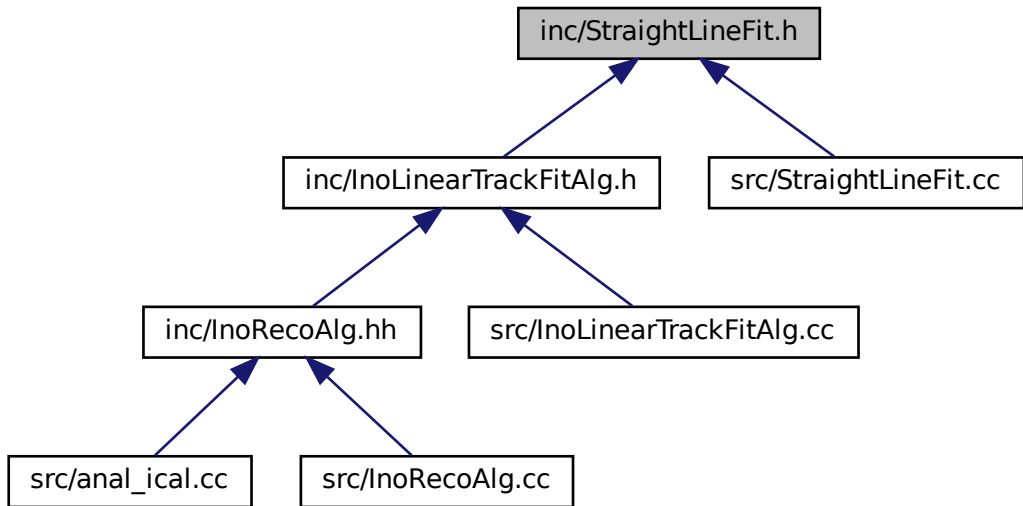 inc/StraightLineFit.h
inc/InoLinearTrackFitAlg.h
src/StraightLineFit.cc
inc/InoRecoAlg.hh
src/InoLinearTrackFitAlg.cc
src/anal_ical.cc
src/InoRecoAlg.cc